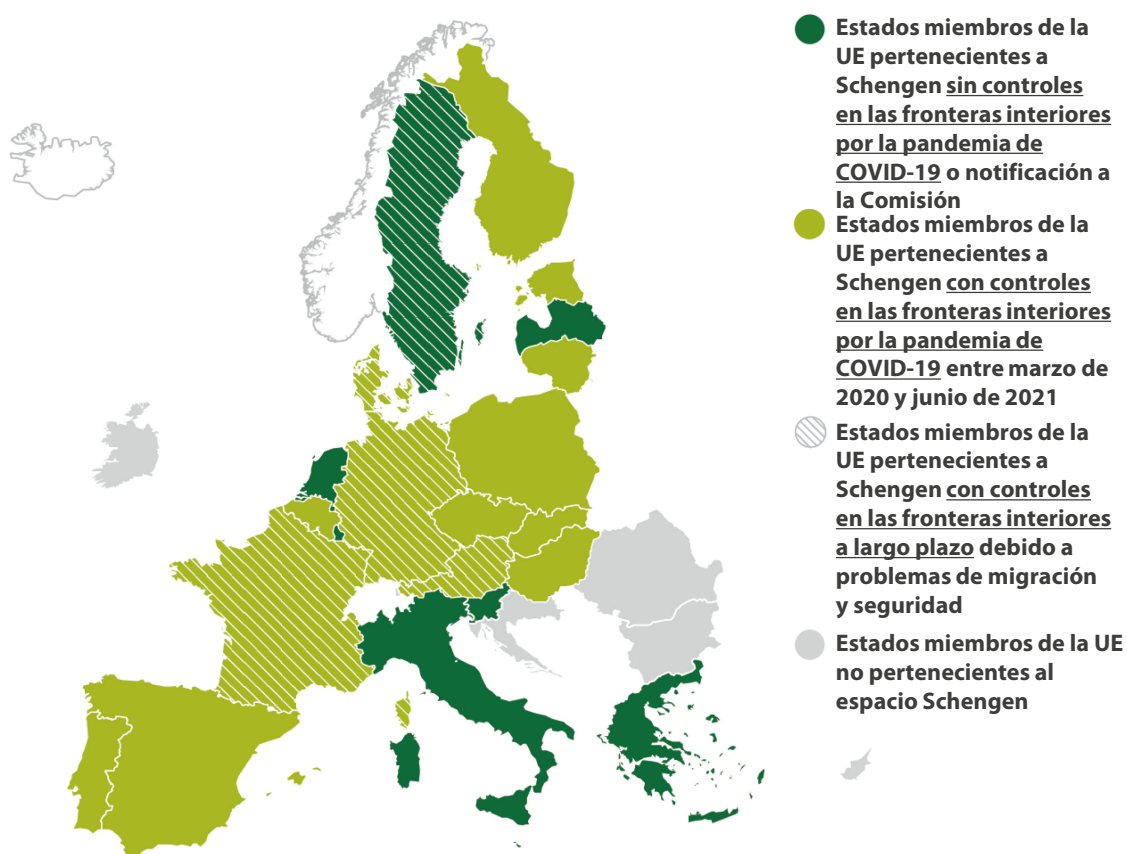 Estados miembros de la
UE pertenecientes a
Schengen sin controles
en las fronteras interiores
por la pandemia de
COVID-19 o notificación a
la Comisión
Estados miembros de la
UE pertenecientes a
Schengen con controles
en las fronteras interiores
por la pandemia de
COVID-19 entre marzo de
2020 y junio de 2021
Estados miembros de la
UE pertenecientes a
Schengen con controles
en las fronteras interiores
a largo plazo debido a
problemas de migración
y seguridad
Estados miembros de la UE
no pertenecientes al
espacio Schengen